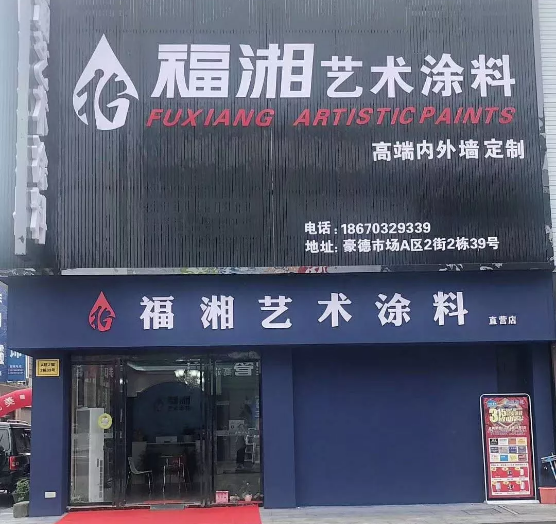 福湘艺术涂料
FUXIANG ARTISTIC PAINTS
高端内外墙定制
电话：18670329339
地址：豪德市场A区2街2栋39号
福湘艺术涂料 直营店
福湘